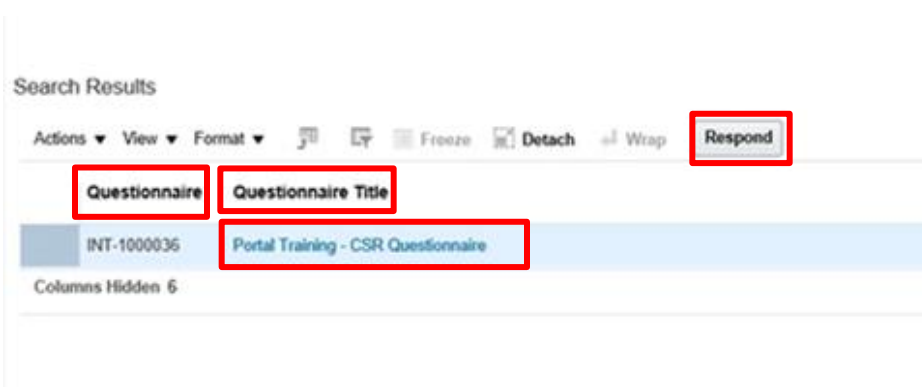 Search Results
Actions View Format Freeze Detach Wrap Respond
Questionnaire Questionnaire Title
INT-1000036 Portal Training - CSR Questionnaire
Columns Hidden 6